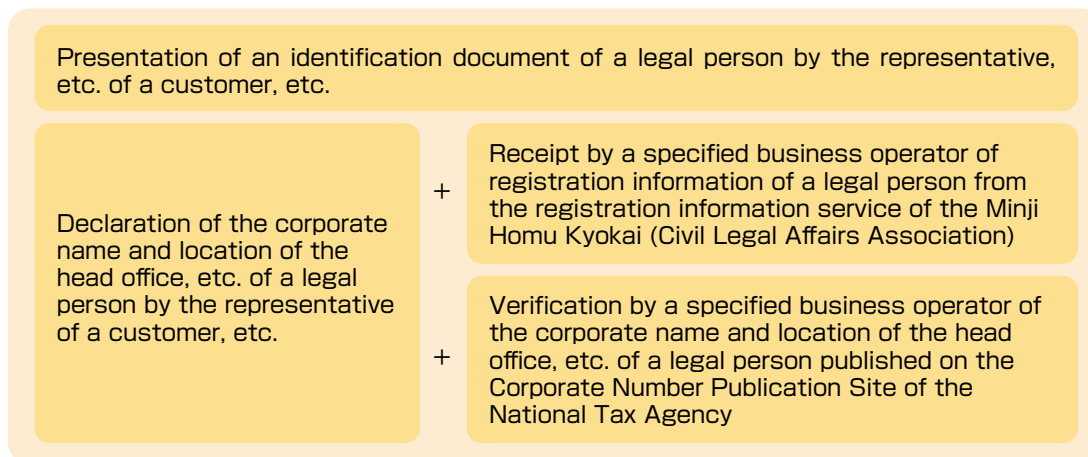 Presentation of an identification document of a legal person by the representative,
etc. of a customer, etc.
Declaration of the corporate
name and location of the
head office, etc. of a legal
person by the representative
of a customer, etc.
+
Receipt by a specified business operator of
registration information of a legal person from
the registration information service of the Minji
Homu Kyokai (Civil Legal Affairs Association)
+
Verification by a specified business operator of
the corporate name and location of the head
office, etc. of a legal person published on the
Corporate Number Publication Site of the
National Tax Agency